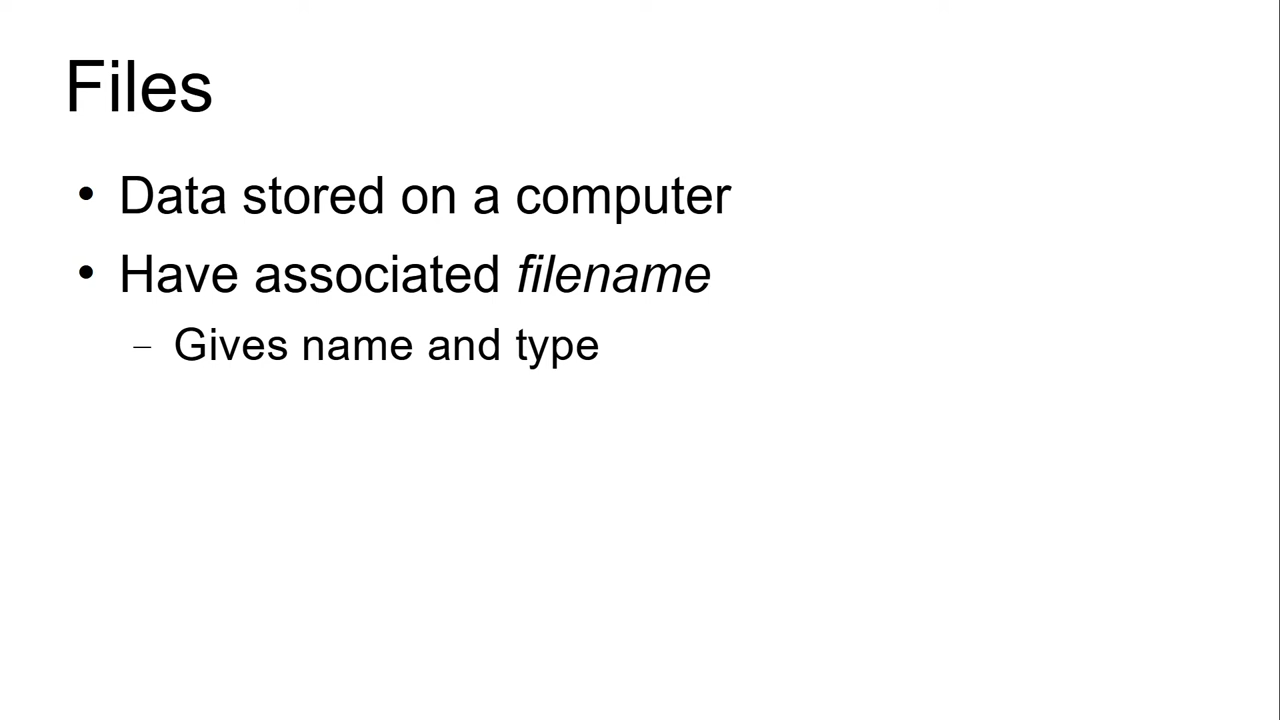 Files
• Data stored on a computer
• Have associated filename
– Gives name and type